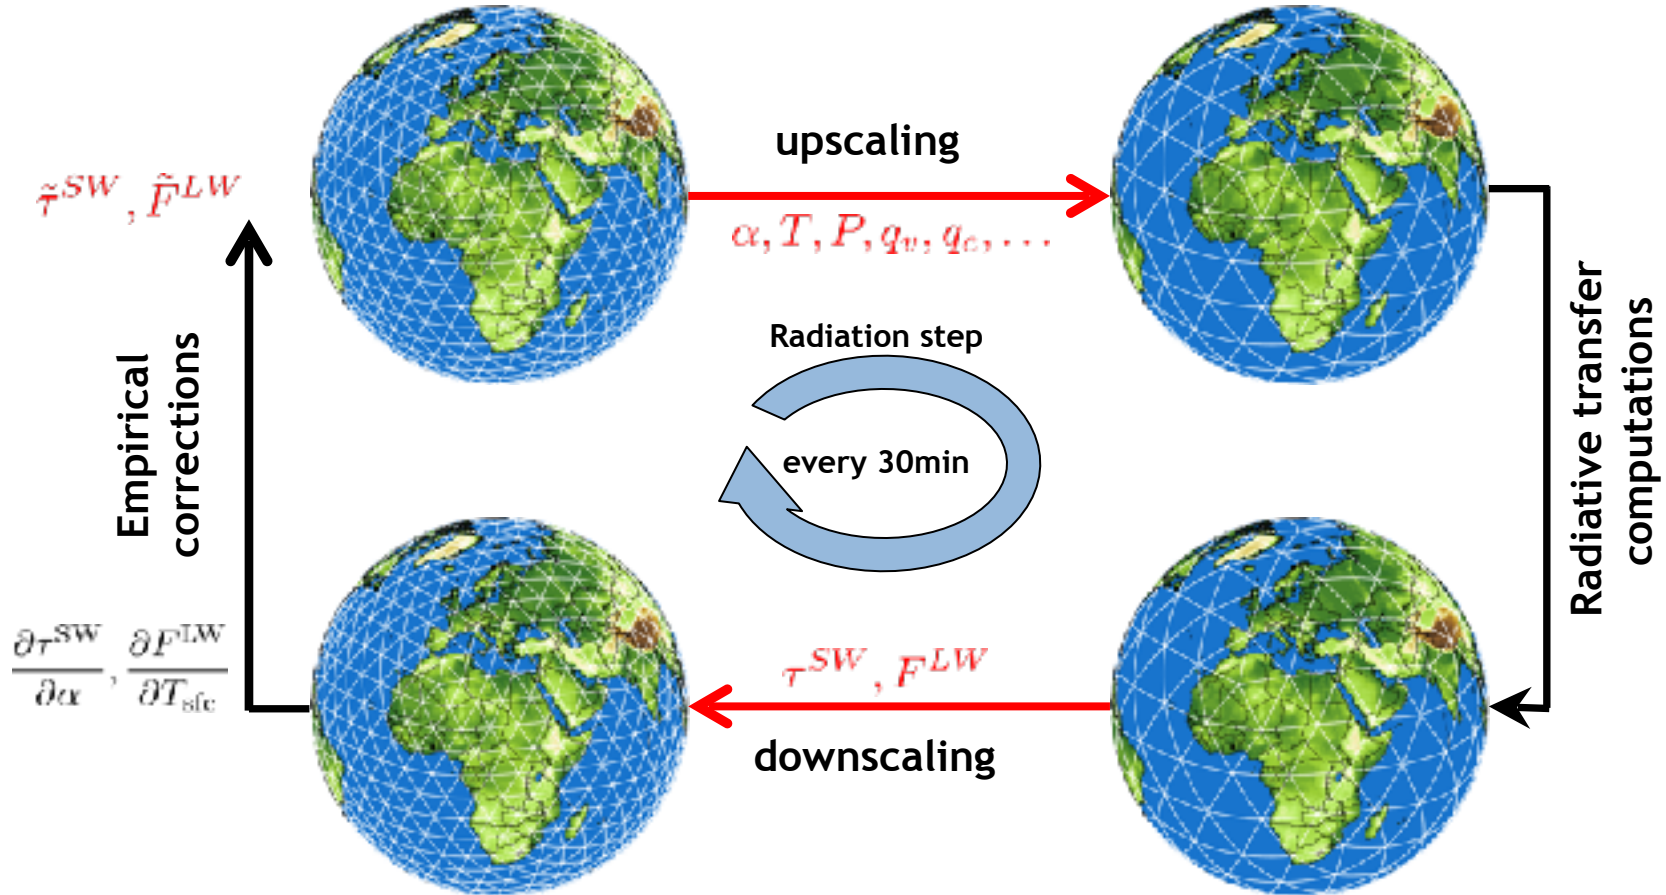 upscaling
τ̃^SW, F̃^LW
α, T, P, q_v, q_c, ...
Radiation step
every 30min
Empirical
corrections
Radiative transfer
computations
∂τ^SW/∂α, ∂F^LW/∂T_sfc
τ^SW, F^LW
downscaling